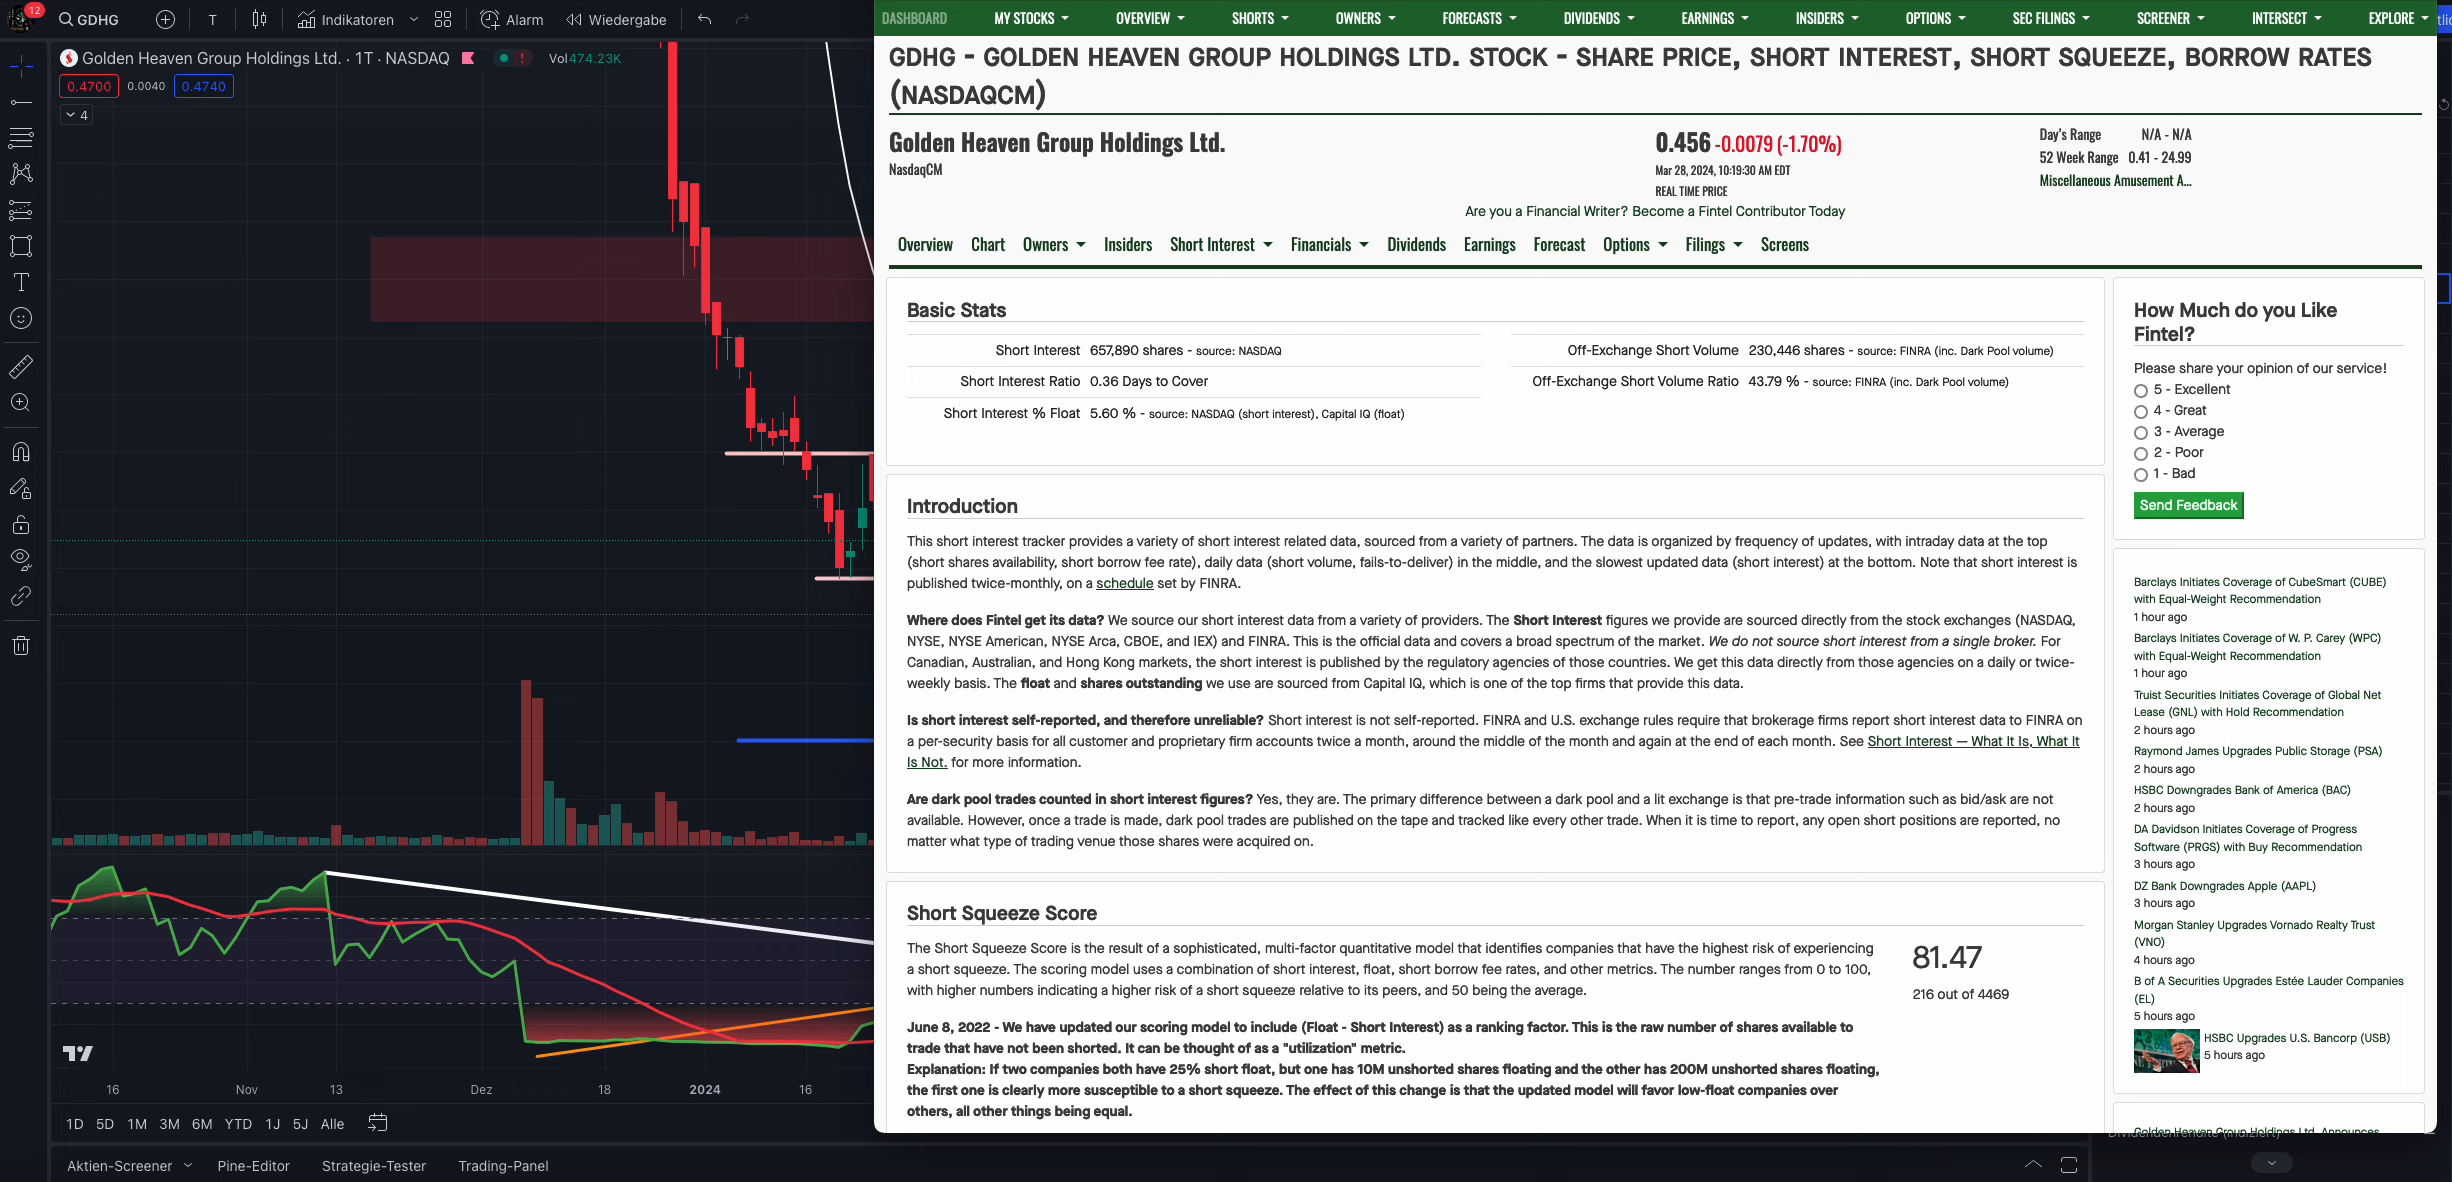 12
GDHG
T
Indikatoren
Alarm
Wiedergabe
Golden Heaven Group Holdings Ltd. · 1T · NASDAQ
Vol474.23K
0.4700
0.0040
0.4740
4
16
Nov
13
Dez
18
2024
16
1D
5D
1M
3M
6M
YTD
1J
5J
Alle
Aktien-Screener
Pine-Editor
Strategie-Tester
Trading-Panel
DASHBOARD
MY STOCKS
OVERVIEW
SHORTS
OWNERS
FORECASTS
DIVIDENDS
EARNINGS
INSIDERS
OPTIONS
SEC FILINGS
SCREENER
INTERSECT
EXPLORE
GDHG - GOLDEN HEAVEN GROUP HOLDINGS LTD. STOCK - SHARE PRICE, SHORT INTEREST, SHORT SQUEEZE, BORROW RATES
(NASDAQCM)
Golden Heaven Group Holdings Ltd.
NasdaqCM
0.456 -0.0079 (-1.70%)
Mar 28, 2024, 10:19:30 AM EDT
REAL TIME PRICE
Day's Range N/A - N/A
52 Week Range 0.41 - 24.99
Miscellaneous Amusement A...
Are you a Financial Writer? Become a Fintel Contributor Today
Overview
Chart
Owners
Insiders
Short Interest
Financials
Dividends
Earnings
Forecast
Options
Filings
Screens
Basic Stats
Short Interest 657,890 shares - source: NASDAQ
Short Interest Ratio 0.36 Days to Cover
Short Interest % Float 5.60 % - source: NASDAQ (short interest), Capital IQ (float)
Off-Exchange Short Volume 230,446 shares - source: FINRA (inc. Dark Pool volume)
Off-Exchange Short Volume Ratio 43.79 % - source: FINRA (inc. Dark Pool volume)
Introduction
This short interest tracker provides a variety of short interest related data, sourced from a variety of partners. The data is organized by frequency of updates, with intraday data at the top
(short shares availability, short borrow fee rate), daily data (short volume, fails-to-deliver) in the middle, and the slowest updated data (short interest) at the bottom. Note that short interest is
published twice-monthly, on a schedule set by FINRA.
Where does Fintel get its data? We source our short interest data from a variety of providers. The Short Interest figures we provide are sourced directly from the stock exchanges (NASDAQ,
NYSE, NYSE American, NYSE Arca, CBOE, and IEX) and FINRA. This is the official data and covers a broad spectrum of the market. We do not source short interest from a single broker. For
Canadian, Australian, and Hong Kong markets, the short interest is published by the regulatory agencies of those countries. We get this data directly from those agencies on a daily or twice-
weekly basis. The float and shares outstanding we use are sourced from Capital IQ, which is one of the top firms that provide this data.
Is short interest self-reported, and therefore unreliable? Short interest is not self-reported. FINRA and U.S. exchange rules require that brokerage firms report short interest data to FINRA on
a per-security basis for all customer and proprietary firm accounts twice a month, around the middle of the month and again at the end of each month. See Short Interest — What It Is, What It
Is Not. for more information.
Are dark pool trades counted in short interest figures? Yes, they are. The primary difference between a dark pool and a lit exchange is that pre-trade information such as bid/ask are not
available. However, once a trade is made, dark pool trades are published on the tape and tracked like every other trade. When it is time to report, any open short positions are reported, no
matter what type of trading venue those shares were acquired on.
Short Squeeze Score
The Short Squeeze Score is the result of a sophisticated, multi-factor quantitative model that identifies companies that have the highest risk of experiencing
a short squeeze. The scoring model uses a combination of short interest, float, short borrow fee rates, and other metrics. The number ranges from 0 to 100,
with higher numbers indicating a higher risk of a short squeeze relative to its peers, and 50 being the average.
81.47
216 out of 4469
June 8, 2022 - We have updated our scoring model to include (Float - Short Interest) as a ranking factor. This is the raw number of shares available to
trade that have not been shorted. It can be thought of as a "utilization" metric.
Explanation: If two companies both have 25% short float, but one has 10M unshorted shares floating and the other has 200M unshorted shares floating,
the first one is clearly more susceptible to a short squeeze. The effect of this change is that the updated model will favor low-float companies over
others, all other things being equal.
How Much do you Like
Fintel?
Please share your opinion of our service!
5 - Excellent
4 - Great
3 - Average
2 - Poor
1 - Bad
Send Feedback
Barclays Initiates Coverage of CubeSmart (CUBE)
with Equal-Weight Recommendation
1 hour ago
Barclays Initiates Coverage of W. P. Carey (WPC)
with Equal-Weight Recommendation
1 hour ago
Truist Securities Initiates Coverage of Global Net
Lease (GNL) with Hold Recommendation
2 hours ago
Raymond James Upgrades Public Storage (PSA)
2 hours ago
HSBC Downgrades Bank of America (BAC)
2 hours ago
DA Davidson Initiates Coverage of Progress
Software (PRGS) with Buy Recommendation
3 hours ago
DZ Bank Downgrades Apple (AAPL)
3 hours ago
Morgan Stanley Upgrades Vornado Realty Trust
(VNO)
4 hours ago
B of A Securities Upgrades Estée Lauder Companies
(EL)
5 hours ago
HSBC Upgrades U.S. Bancorp (USB)
5 hours ago
Golden Heaven Group Holdings Ltd. Announces
Dividendenrendite (indiziert)